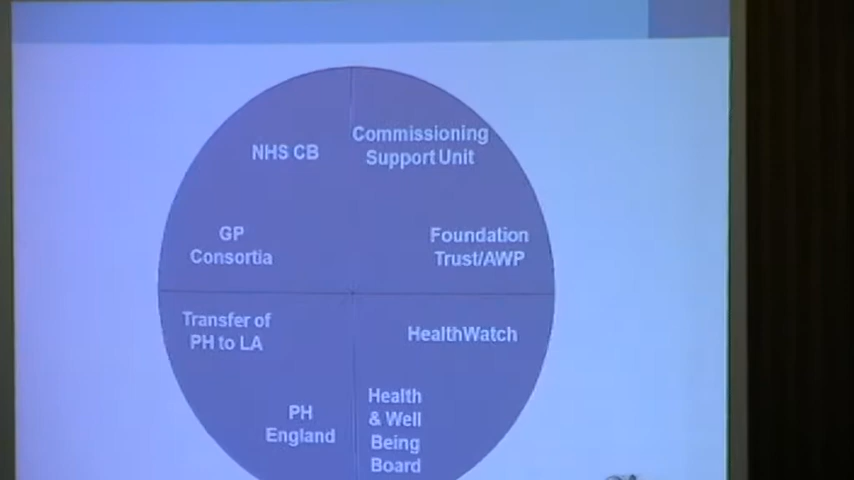 NHS CB
Commissioning
Support Unit
GP
Consortia
Foundation
Trust/AWP
Transfer of
PH to LA
HealthWatch
PH
England
Health
& Well
Being
Board